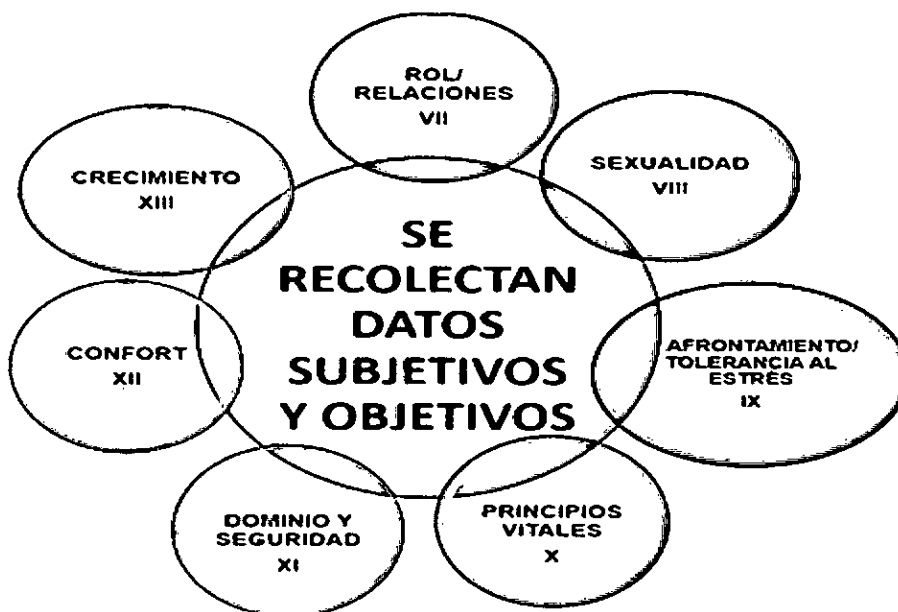 ROL/
RELACIONES
VII
SEXUALIDAD
VIII
AFRONTAMIENTO/
TOLERANCIA AL
ESTRÉS
IX
PRINCIPIOS
VITALES
X
DOMINIO Y
SEGURIDAD
XI
CONFORT
XII
CRECIMIENTO
XIII
SE
RECOLECTAN
DATOS
SUBJETIVOS
Y OBJETIVOS